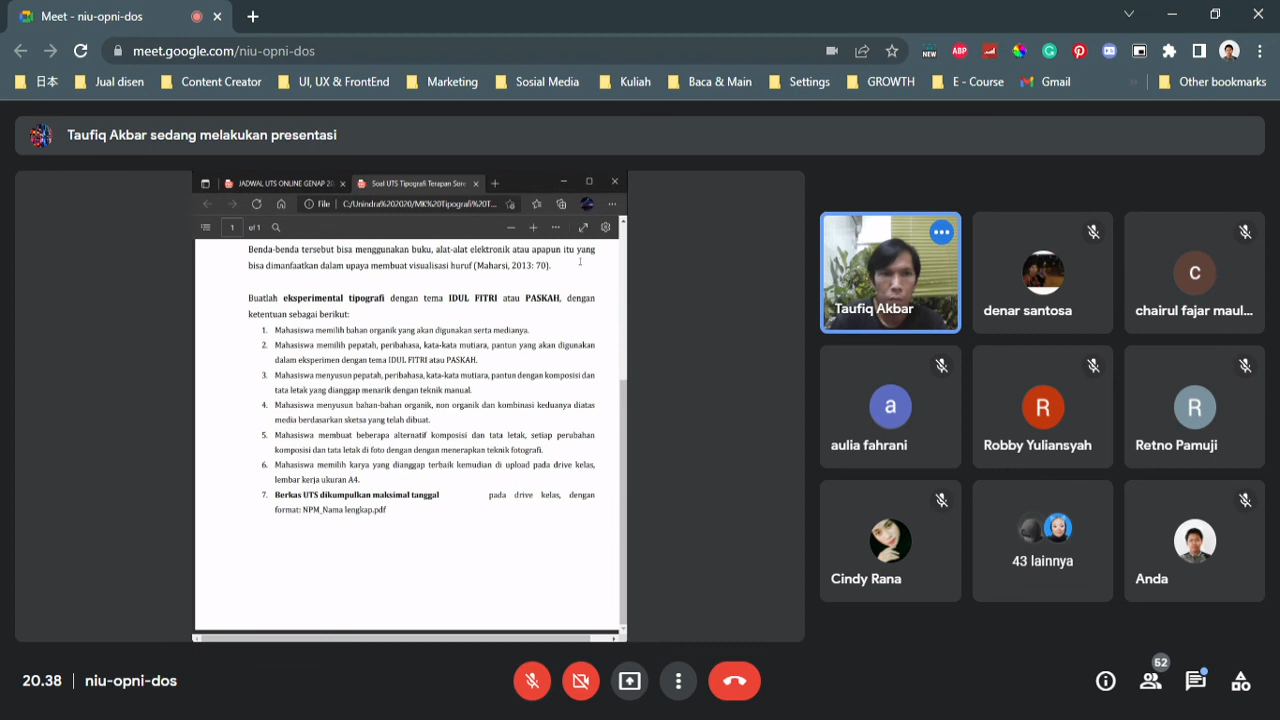 Meet - niu-opni-dos
meet.google.com/niu-opni-dos
NEW
ABP
日本
Jual disen
Content Creator
UI, UX & FrontEnd
Marketing
Sosial Media
Kuliah
Baca & Main
Settings
GROWTH
E - Course
Gmail
Other bookmarks
Taufiq Akbar sedang melakukan presentasi
JADWAL UTS ONLINE GENAP 20
Soal UTS Tipografi Terapan Sore
File
C:/Unindra%202020/MK%20Tipografi%20T...
1 of 1
Benda-benda tersebut bisa menggunakan buku, alat-alat elektronik atau apapun itu yang
bisa dimanfaatkan dalam upaya membuat visualisasi huruf (Maharsi, 2013: 70).
Buatlah eksperimental tipografi dengan tema IDUL FITRI atau PASKAH, dengan
ketentuan sebagai berikut:
1. Mahasiswa memilih bahan organik yang akan digunakan serta medianya.
2. Mahasiswa memilih pepatah, peribahasa, kata-kata mutiara, pantun yang akan digunakan
dalam eksperimen dengan tema IDUL FITRI atau PASKAH.
3. Mahasiswa menyusun pepatah, peribahasa, kata-kata mutiara, pantun dengan komposisi dan
tata letak yang dianggap menarik dengan teknik manual.
4. Mahasiswa menyusun bahan-bahan organik, non organik dan kombinasi keduanya diatas
media berdasarkan sketsa yang telah dibuat.
5. Mahasiswa membuat beberapa alternatif komposisi dan tata letak, setiap perubahan
komposisi dan tata letak di foto dengan dengan menerapkan teknik fotografi.
6. Mahasiswa memilih karya yang dianggap terbaik kemudian di upload pada drive kelas,
lembar kerja ukuran A4.
7. Berkas UTS dikumpulkan maksimal tanggal pada drive kelas, dengan
format: NPM_Nama lengkap.pdf
Taufiq Akbar
denar santosa
C
chairul fajar maul...
a
aulia fahrani
R
Robby Yuliansyah
R
Retno Pamuji
Cindy Rana
43 lainnya
Anda
20.38
niu-opni-dos
62